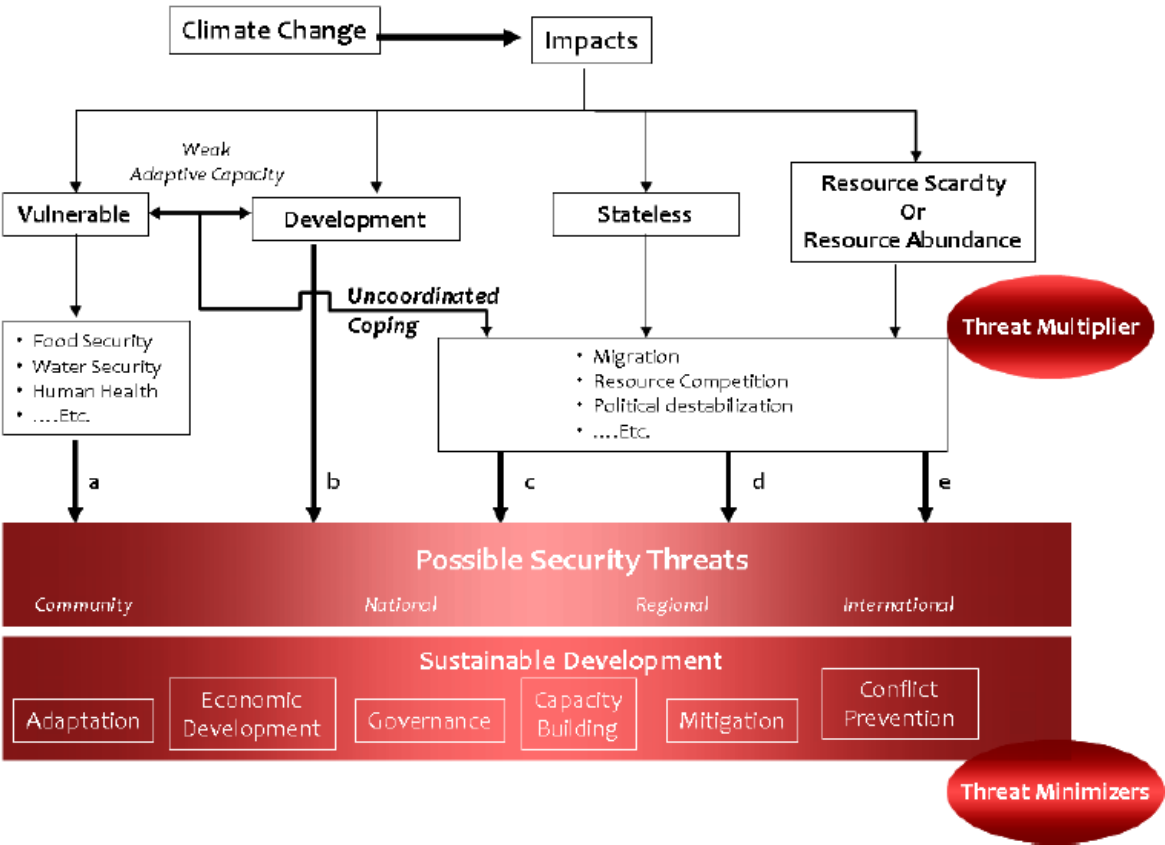 Climate Change
Impacts
Weak
Adaptive Capacity
Vulnerable
Development
Stateless
Resource Scarcity
Or
Resource Abundance
Uncoordinated
Coping
Threat Multiplier
• Food Security
• Water Security
• Human Health
• ....Etc.
• Migration
• Resource Competition
• Political destabilization
• ....Etc.
a
b
c
d
e
Possible Security Threats
Community
National
Regional
International
Sustainable Development
Adaptation
Economic
Development
Governance
Capacity
Building
Mitigation
Conflict
Prevention
Threat Minimizers